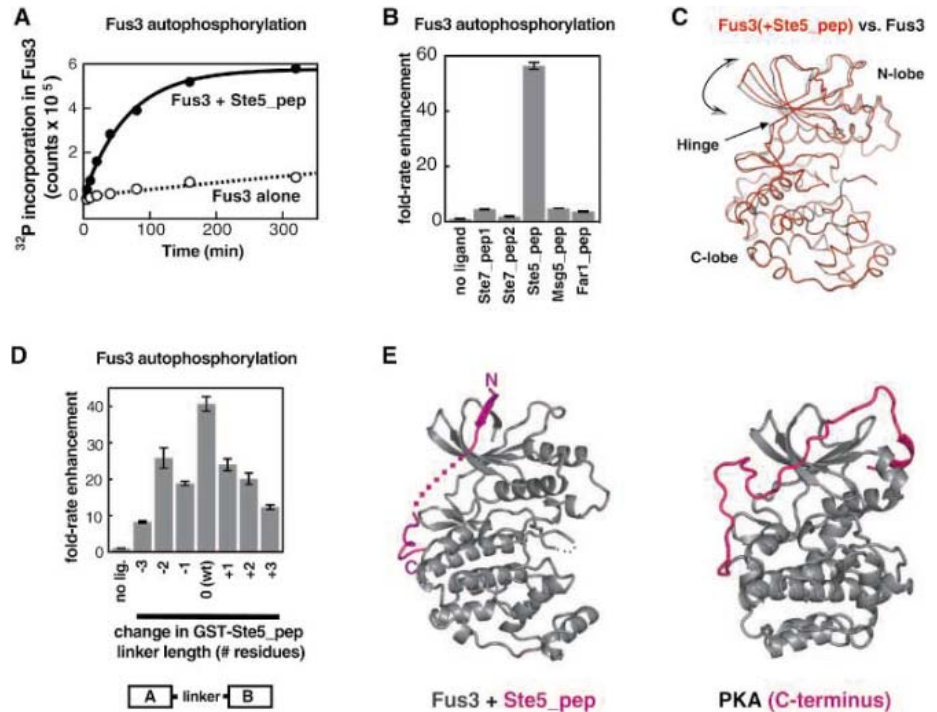 A
Fus3 autophosphorylation
32P incorporation in Fus3
(counts x 10 5)
6
4
2
0
Fus3 + Ste5_pep
Fus3 alone
0
100
200
300
Time (min)
B
Fus3 autophosphorylation
fold-rate enhancement
60
40
20
0
no ligand
Ste7_pep1
Ste7_pep2
Ste5_pep
Msg5_pep
Far1_pep
C
Fus3(+Ste5_pep) vs. Fus3
N-lobe
Hinge
C-lobe
D
Fus3 autophosphorylation
fold-rate enhancement
40
30
20
10
0
no lig.
-3
-2
-1
0 (wt)
+1
+2
+3
change in GST-Ste5_pep
linker length (# residues)
A linker B
E
N
C
Fus3 + Ste5_pep
PKA (C-terminus)